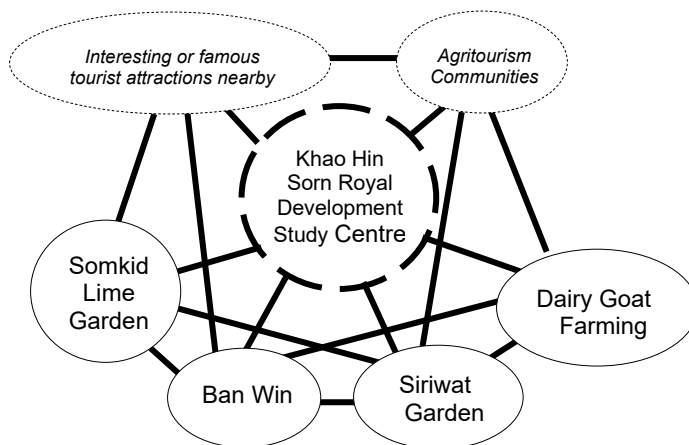 Interesting or famous
tourist attractions nearby
Agritourism
Communities
Khao Hin
Sorn Royal
Development
Study Centre
Somkid
Lime
Garden
Dairy Goat
Farming
Ban Win
Siriwat
Garden